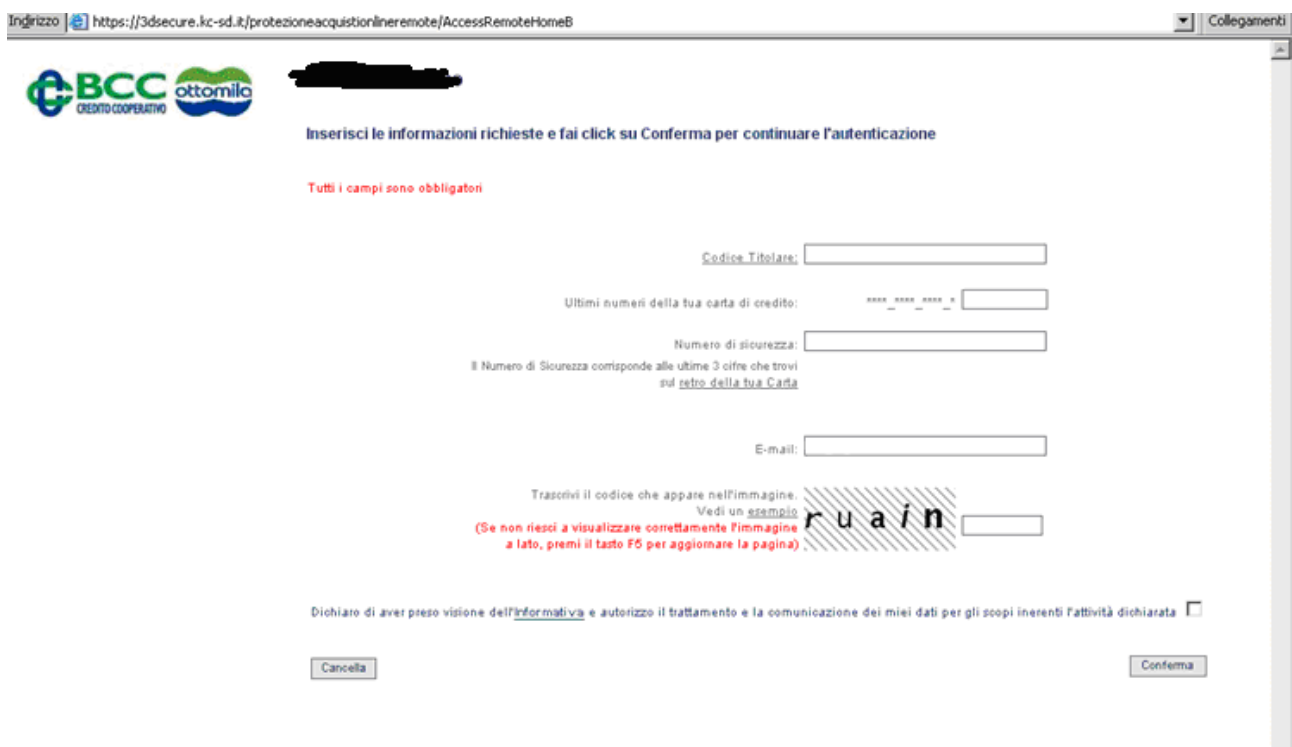 Indirizzo https://3dsecure.kc-sd.it/protezioneacquistionlineremote/AccessRemoteHomeB Collegamenti
BCC ottomila
CREDITO COOPERATIVO
Inserisci le informazioni richieste e fai click su Conferma per continuare l'autenticazione
Tutti i campi sono obbligatori
Codice Titolare:
Ultimi numeri della tua carta di credito: ****_****_****_*
Numero di sicurezza:
Il Numero di Sicurezza corrisponde alle ultime 3 cifre che trovi
sul retro della tua Carta
E-mail:
Trascrivi il codice che appare nell'immagine.
Vedi un esempio
(Se non riesci a visualizzare correttamente l'immagine
a lato, premi il tasto F5 per aggiornare la pagina)
r u a i n
Dichiaro di aver preso visione dell'Informativa e autorizzo il trattamento e la comunicazione dei miei dati per gli scopi inerenti l'attività dichiarata
Cancella Conferma